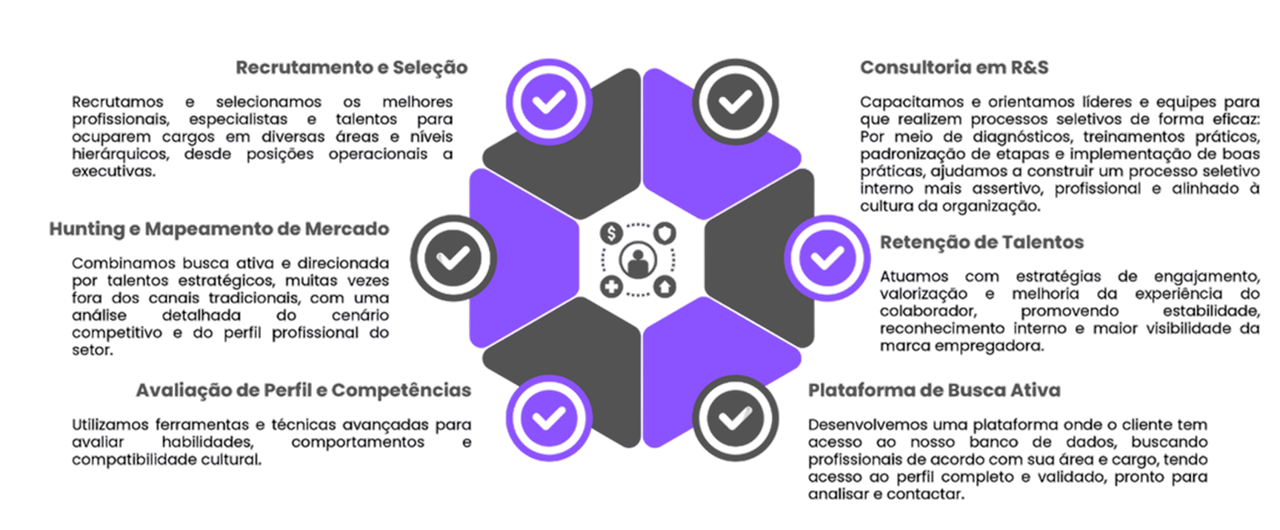 Recrutamento e Seleção
Recrutamos e selecionamos os melhores
profissionais, especialistas e talentos para
ocuparem cargos em diversas áreas e níveis
hierárquicos, desde posições operacionais a
executivas.
Hunting e Mapeamento de Mercado
Combinamos busca ativa e direcionada
por talentos estratégicos, muitas vezes
fora dos canais tradicionais, com uma
análise detalhada do cenário
competitivo e do perfil profissional do
setor.
Avaliação de Perfil e Competências
Utilizamos ferramentas e técnicas avançadas para
avaliar habilidades, comportamentos e
compatibilidade cultural.
$
Consultoria em R&S
Capacitamos e orientamos líderes e equipes para
que realizem processos seletivos de forma eficaz:
Por meio de diagnósticos, treinamentos práticos,
padronização de etapas e implementação de boas
práticas, ajudamos a construir um processo seletivo
interno mais assertivo, profissional e alinhado à
cultura da organização.
Retenção de Talentos
Atuamos com estratégias de engajamento,
valorização e melhoria da experiência do
colaborador, promovendo estabilidade,
reconhecimento interno e maior visibilidade da
marca empregadora.
Plataforma de Busca Ativa
Desenvolvemos uma plataforma onde o cliente tem
acesso ao nosso banco de dados, buscando
profissionais de acordo com sua área e cargo, tendo
acesso ao perfil completo e validado, pronto para
analisar e contactar.